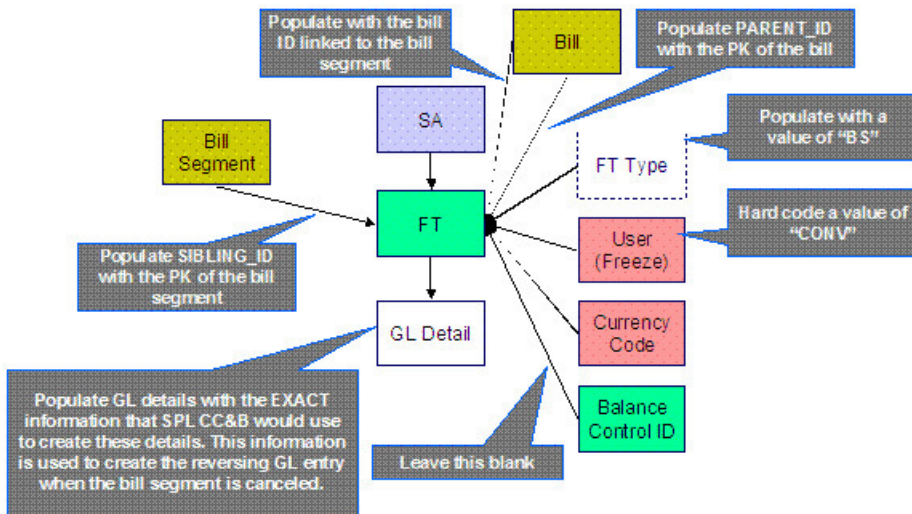 Populate with the bill
ID linked to the bill
segment
Bill
Populate PARENT_ID
with the PK of the bill
SA
Populate with a
value of “BS”
Bill
Segment
FT Type
FT
Hard code a value of
“CONV”
User
(Freeze)
Populate SIBLING_ID
with the PK of the bill
segment
GL Detail
Currency
Code
Populate GL details with the EXACT
information that SPL CC&B would use
to create these details. This information
is used to create the reversing GL entry
when the bill segment is canceled.
Balance
Control ID
Leave this blank